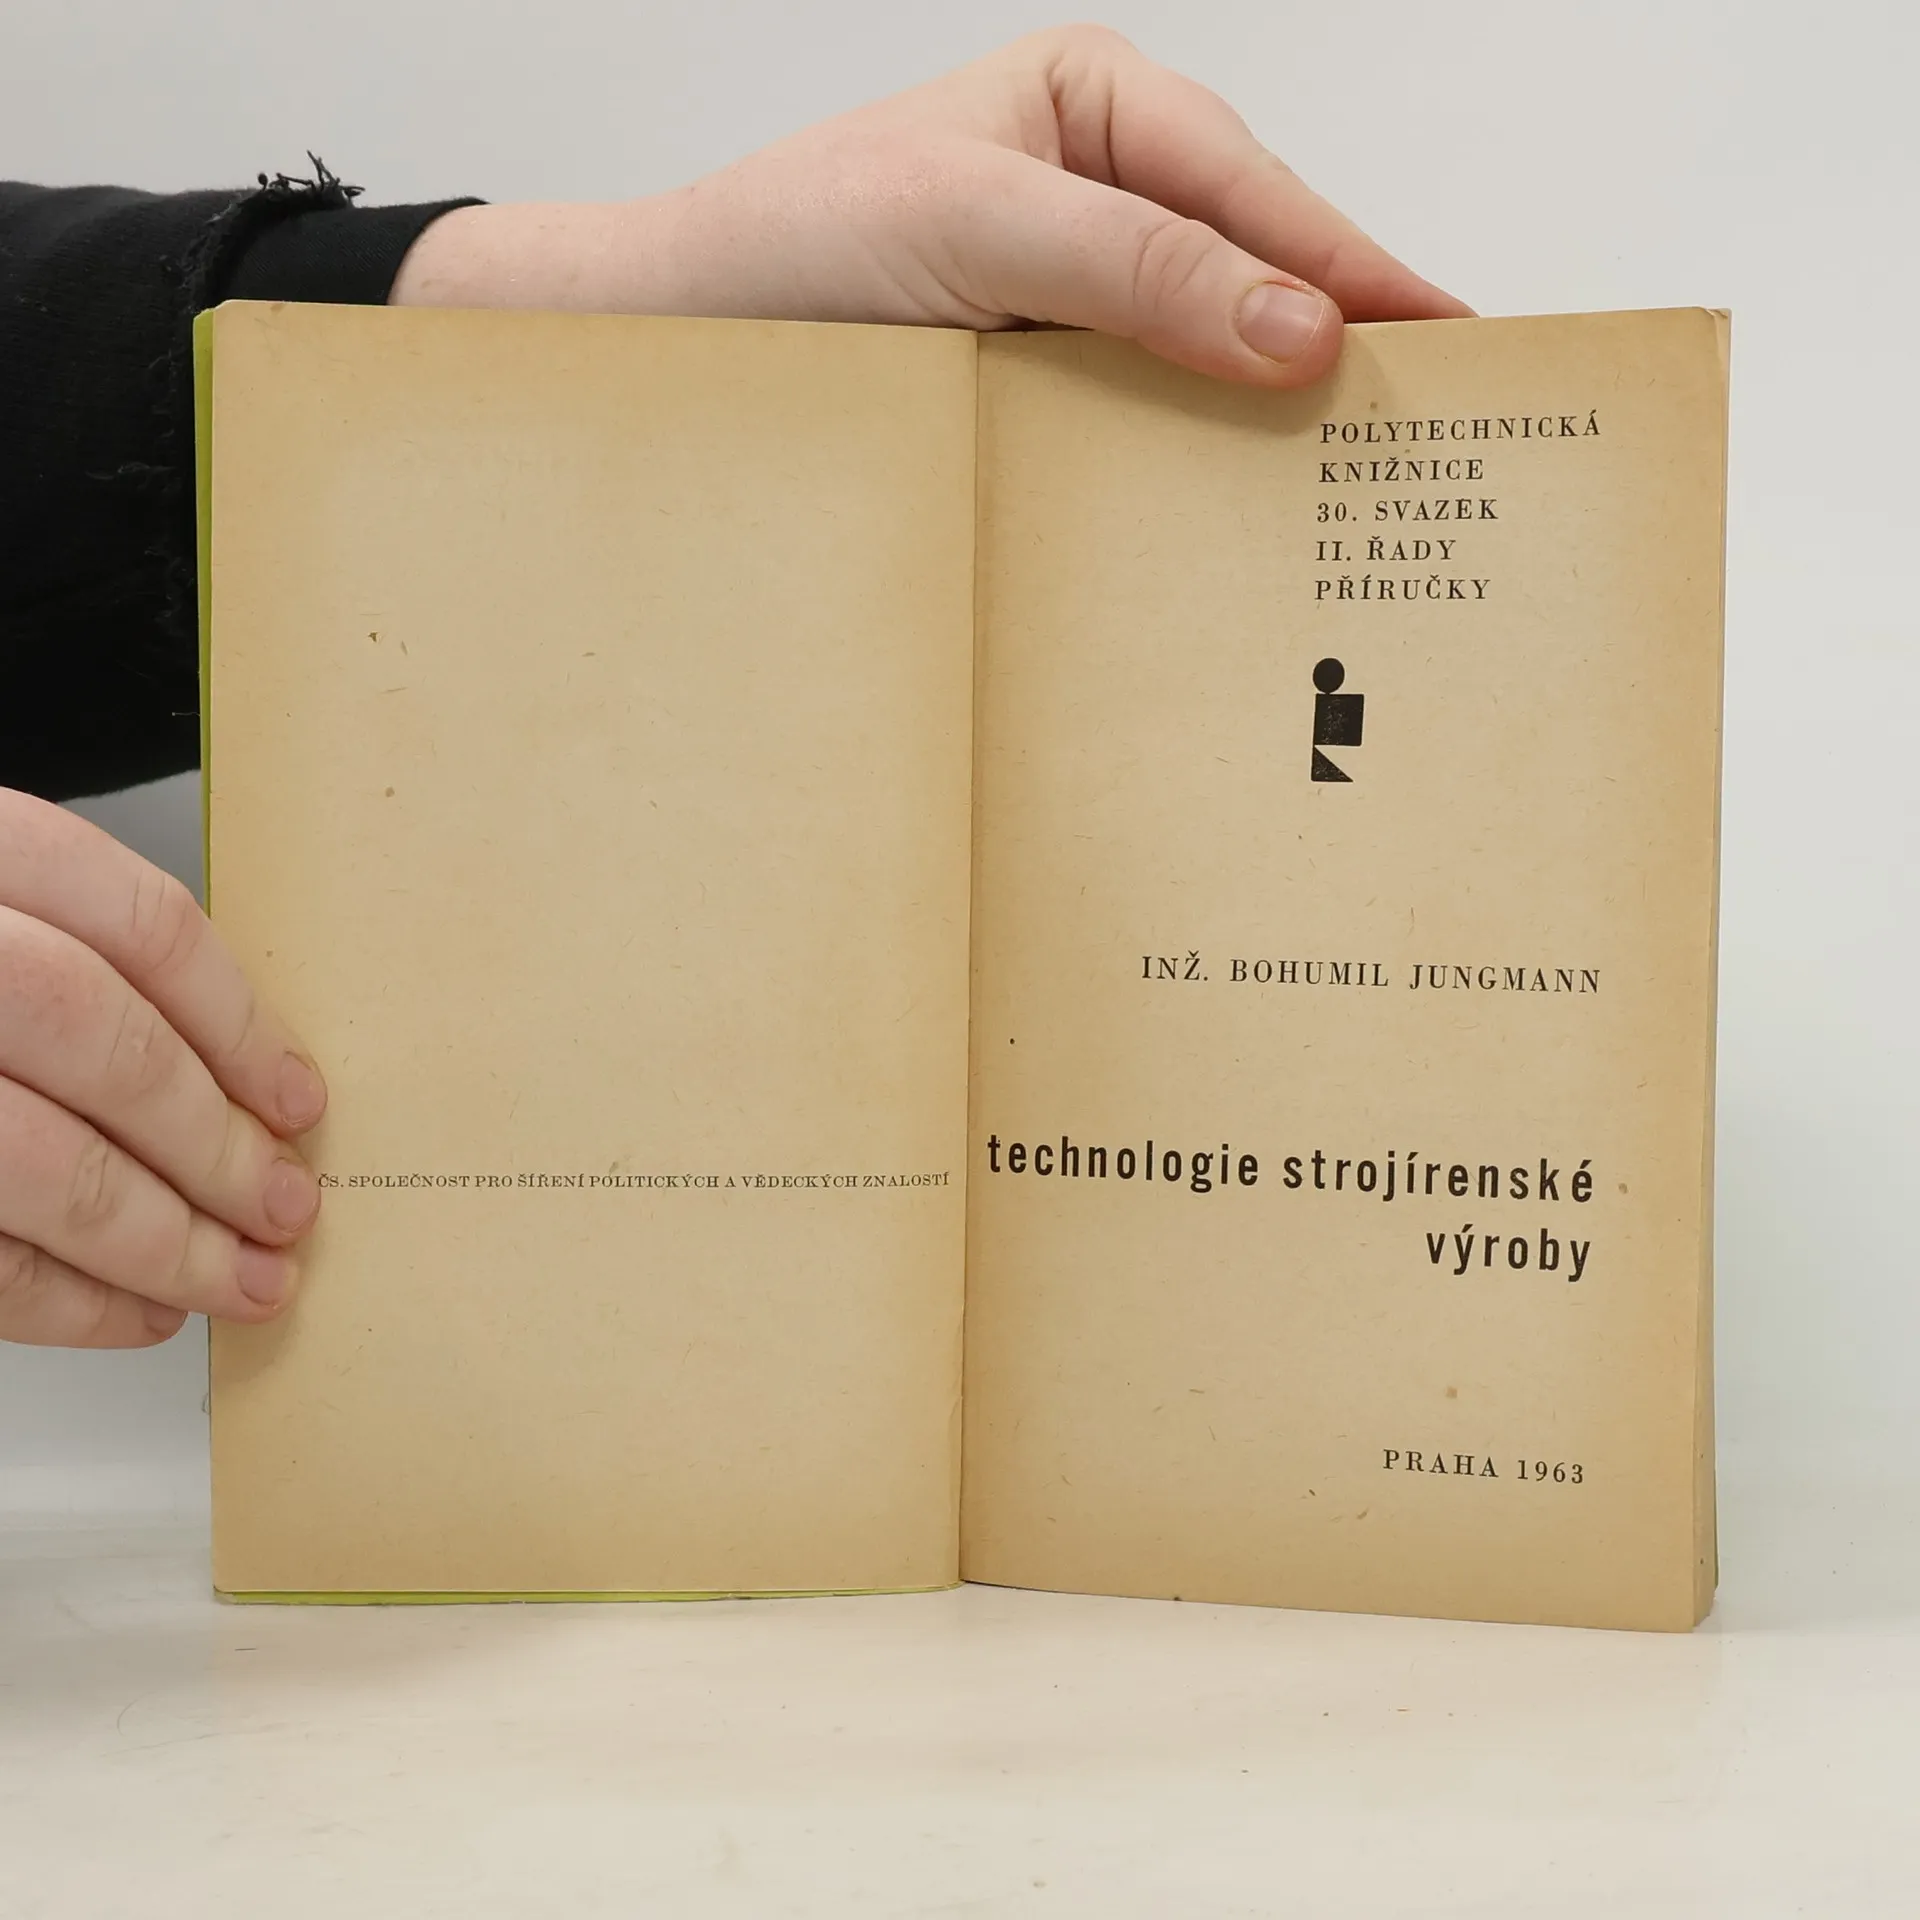 ČS. SPOLEČNOST PRO ŠÍŘENÍ POLITICKÝCH A VĚDECKÝCH ZNALOSTÍ
POLYTECHNICKÁ
KNIŽNICE
30. SVAZEK
II. ŘADY
PŘÍRUČKY
INŽ. BOHUMIL JUNGMANN
technologie strojírenské
výroby
PRAHA 1963